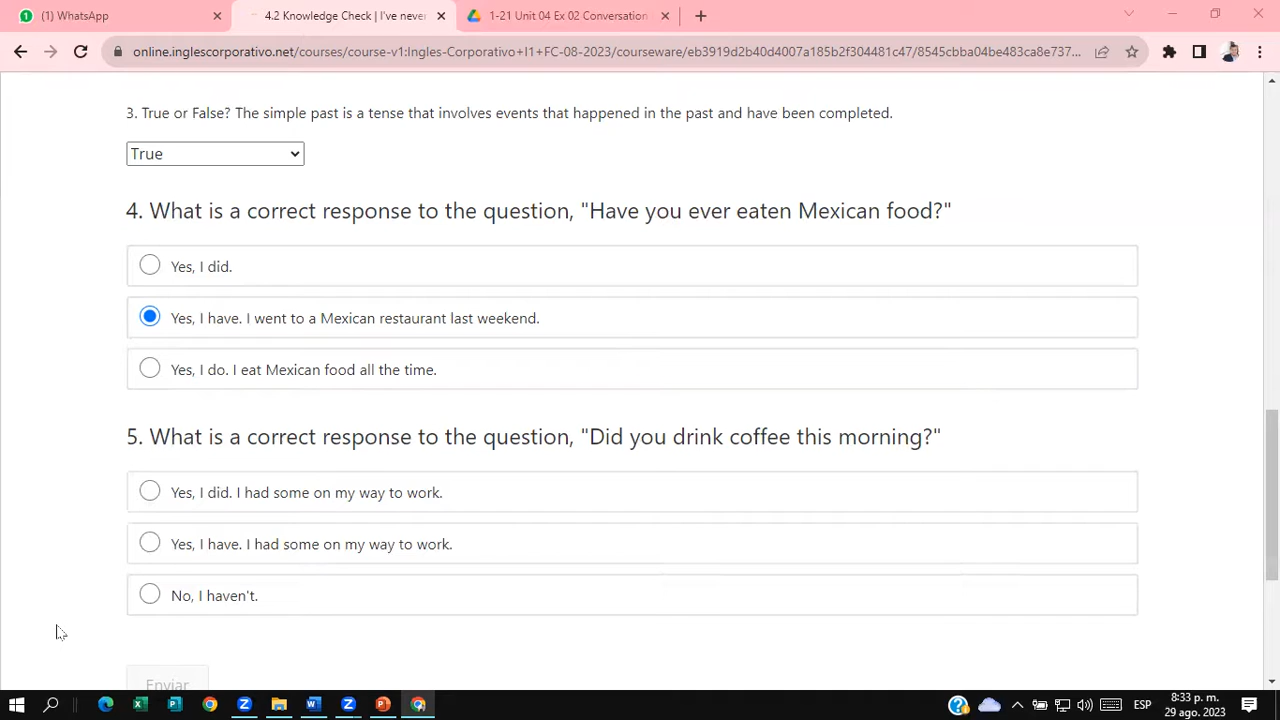 (1) WhatsApp
4.2 Knowledge Check | I've never
1-21 Unit 04 Ex 02 Conversation
online.inglescorporativo.net/courses/course-v1:Ingles-Corporativo+I1+FC-08-2023/courseware/eb3919d2b40d4007a185b2f304481c47/8545cbba04be483ca8e737...
3. True or False? The simple past is a tense that involves events that happened in the past and have been completed.
True
4. What is a correct response to the question, "Have you ever eaten Mexican food?"
Yes, I did.
Yes, I have. I went to a Mexican restaurant last weekend.
Yes, I do. I eat Mexican food all the time.
5. What is a correct response to the question, "Did you drink coffee this morning?"
Yes, I did. I had some on my way to work.
Yes, I have. I had some on my way to work.
No, I haven't.
Enviar
ESP
8:33 p. m.
29 ago. 2023